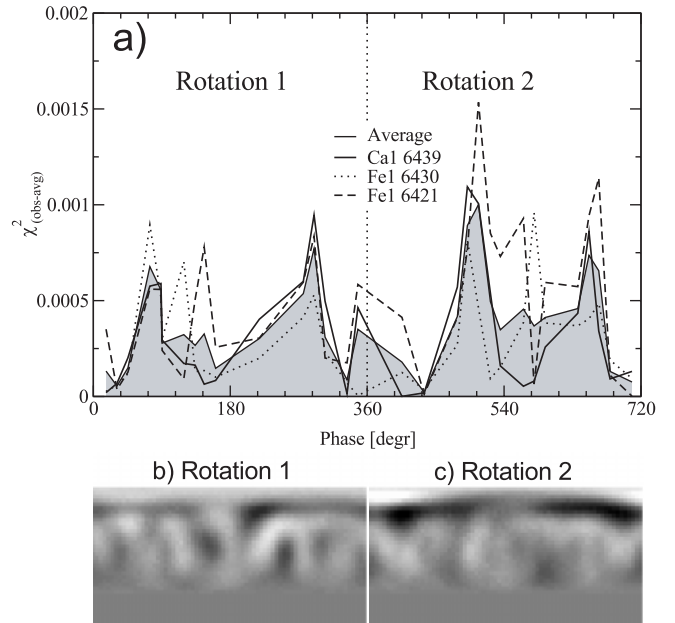 a)
Rotation 1 Rotation 2
0.002
0.0015
0.001
0.0005
0
χ² (obs-avg)
Average
Ca1 6439
Fe1 6430
Fe1 6421
0 180 360 540 720
Phase [degr]
b) Rotation 1 c) Rotation 2